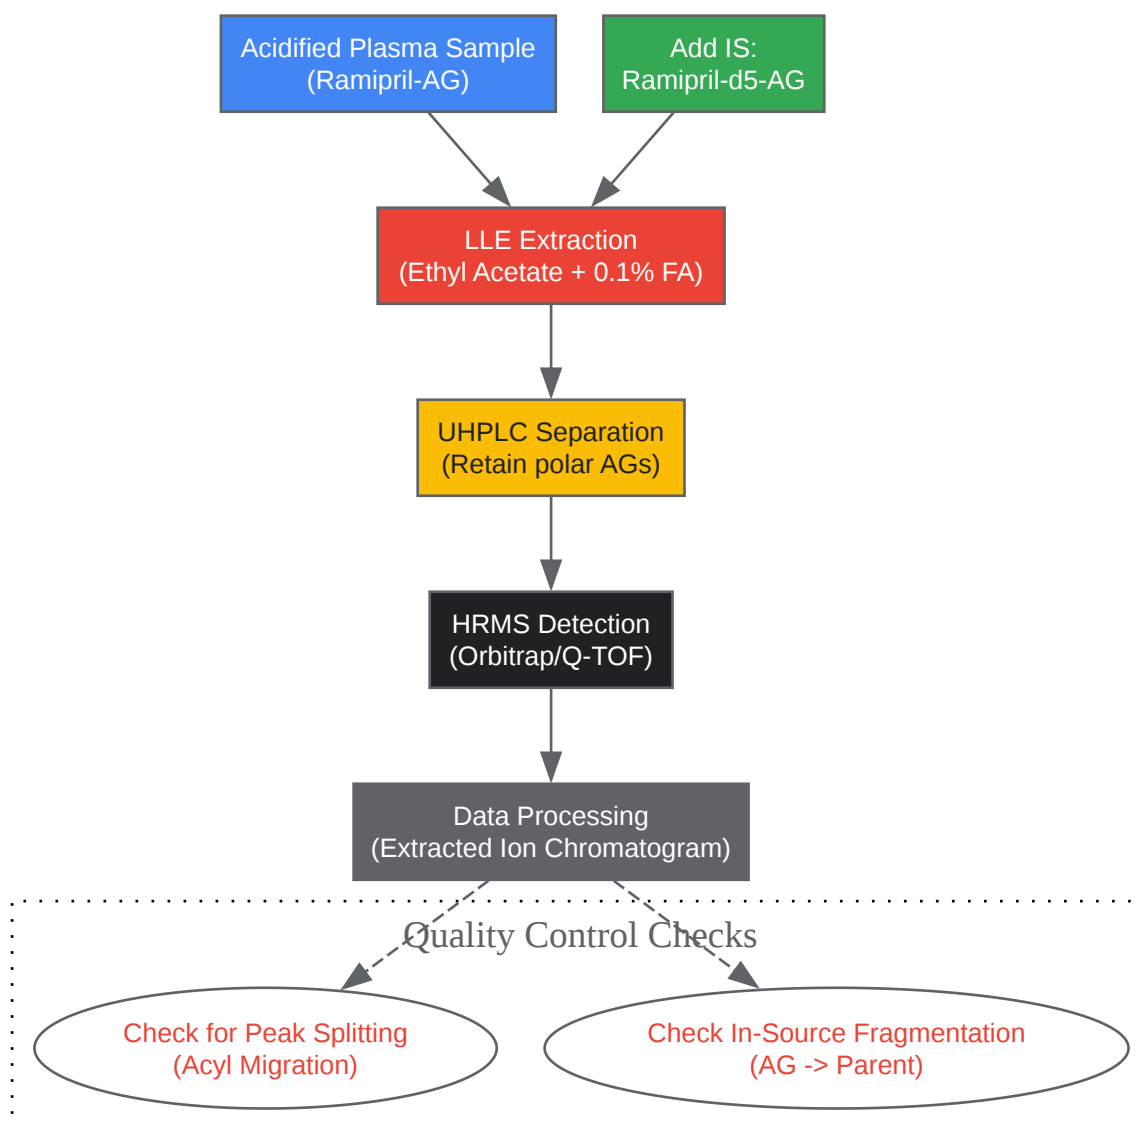 Acidified Plasma Sample
(Ramipril-AG)
Add IS:
Ramipril-d5-AG
LLE Extraction
(Ethyl Acetate + 0.1% FA)
UHPLC Separation
(Retain polar AGs)
HRMS Detection
(Orbitrap/Q-TOF)
Data Processing
(Extracted Ion Chromatogram)
Quality Control Checks
Check for Peak Splitting
(Acyl Migration)
Check In-Source Fragmentation
(AG -> Parent)